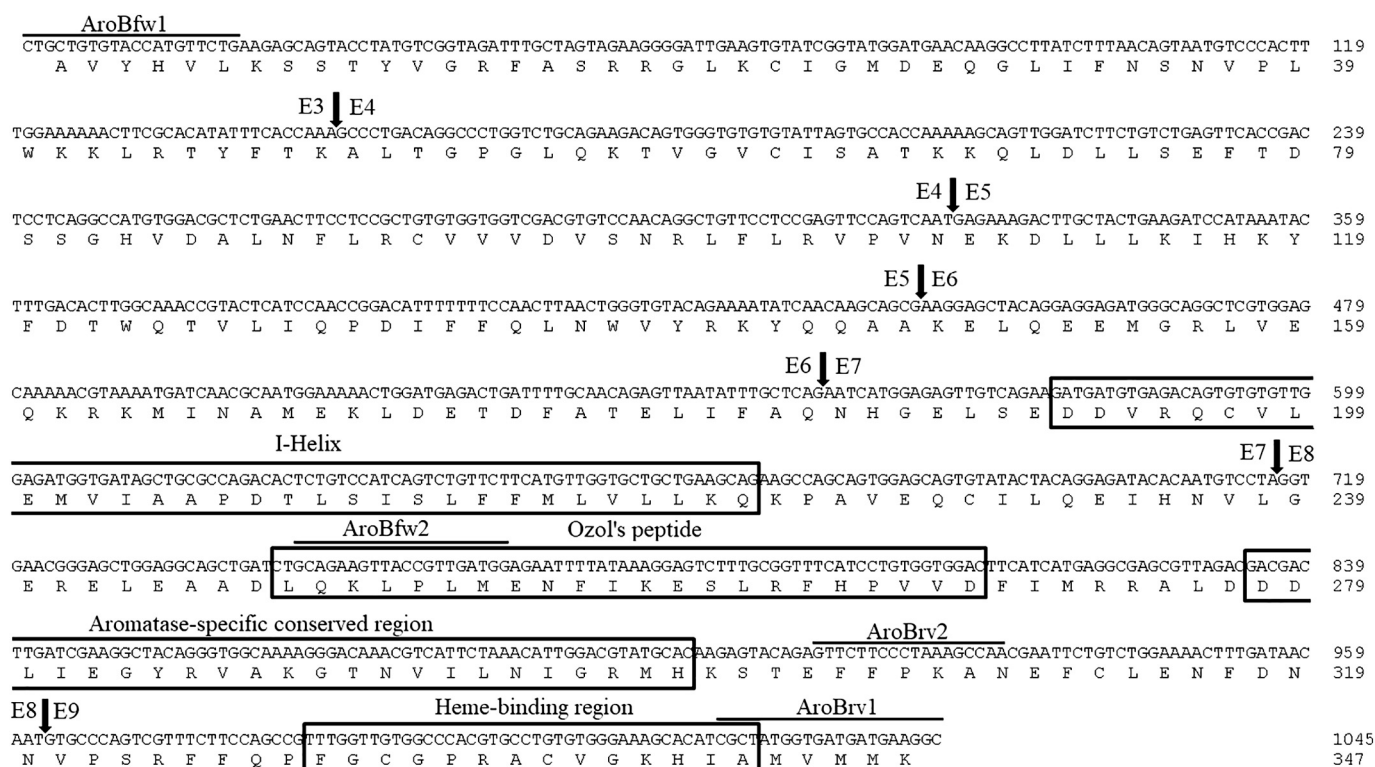 AroBfw1
CTGCTGTGTACCATGTTCTGAAGAGCAGTACCTATGTCGGTAGATTTGCTAGTAGAAGGGGATTGAAGTGTATCGGTATGGATGAACAAGGCCTTATCTTTAACAGTAATGTCCCACTT 119
A V Y H V L K S S T Y V G R F A S R R G L K C I G M D E Q G L I F N S N V P L 39
E3 E4
TGGAAAAAACTTCGCACATATTTCACCAAAGCCCTGACAGGCCCTGGTCTGCAGAAGACAGTGGGTGTGTGTATTAGTGCCACCAAAAAGCAGTTGGATCTTCTGTCTGAGTTCACCGAC 239
W K K L R T Y F T K A L T G P G L Q K T V G V C I S A T K K Q L D L L S E F T D 79
E4 E5
TCCTCAGGCCATGTGGACGCTCTGAACTTCCTCCGCTGTGTGGTGGTCGACGTGTCCAACAGGCTGTTCCTCCGAGTTCCAGTCAATGAGAAAGACTTGCTACTGAAGATCCATAAATAC 359
S S G H V D A L N F L R C V V V D V S N R L F L R V P V N E K D L L L K I H K Y 119
E5 E6
TTTGACACTTGGCAAACCGTACTCATCCAACCGGACATTTTTTTCCAACTTAACTGGGTGTACAGAAAATATCAACAAGCAGCGAAGGAGCTACAGGAGGAGATGGGCAGGCTCGTGGAG 479
F D T W Q T V L I Q P D I F F Q L N W V Y R K Y Q Q A A K E L Q E E M G R L V E 159
E6 E7
CAAAAACGTAAAATGATCAACGCAATGGAAAAACTGGATGAGACTGATTTTGCAACAGAGTTAATATTTGCTCAGAATCATGGAGAGTTGTCAGAAGATGATGTGAGACAGTGTGTGTTG 599
Q K R K M I N A M E K L D E T D F A T E L I F A Q N H G E L S E D D V R Q C V L 199
I-Helix E7 E8
GAGATGGTGATAGCTGCGCCAGACACTCTGTCCATCAGTCTGTTCTTCATGTTGGTGCTGCTGAAGCAGAAGCCAGCAGTGGAGCAGTGTATACTACAGGAGATACACAATGTCCTAGGT 719
E M V I A A P D T L S I S L F F M L V L L K Q K P A V E Q C I L Q E I H N V L G 239
AroBfw2 Ozol's peptide
GAACGGGAGCTGGAGGCAGCTGATCTGCAGAAGTTACCGTTGATGGAGAATTTTATAAAGGAGTCTTTGCGGTTTCATCCTGTGGTGGACTTCATCATGAGGCGAGCGTTAGACGACGAC 839
E R E L E A A D L Q K L P L M E N F I K E S L R F H P V V D F I M R R A L D D D 279
Aromatase-specific conserved region AroBrv2
TTGATCGAAGGCTACAGGGTGGCAAAAGGGACAAACGTCATTCTAAACATTGGACGTATGCACAAGAGTACAGAGTTCTTCCCTAAAGCCAACGAATTCTGTCTGGAAAACTTTGATAAC 959
L I E G Y R V A K G T N V I L N I G R M H K S T E F F P K A N E F C L E N F D N 319
E8 E9 Heme-binding region AroBrv1
AATGTGCCCAGTCGTTTCTTCCAGCCGTTTGGTTGTGGCCCACGTGCCTGTGTGGGAAAGCACATCGCTATGGTGATGATGAAGGC 1045
N V P S R F F Q P F G C G P R A C V G K H I A M V M M K 347